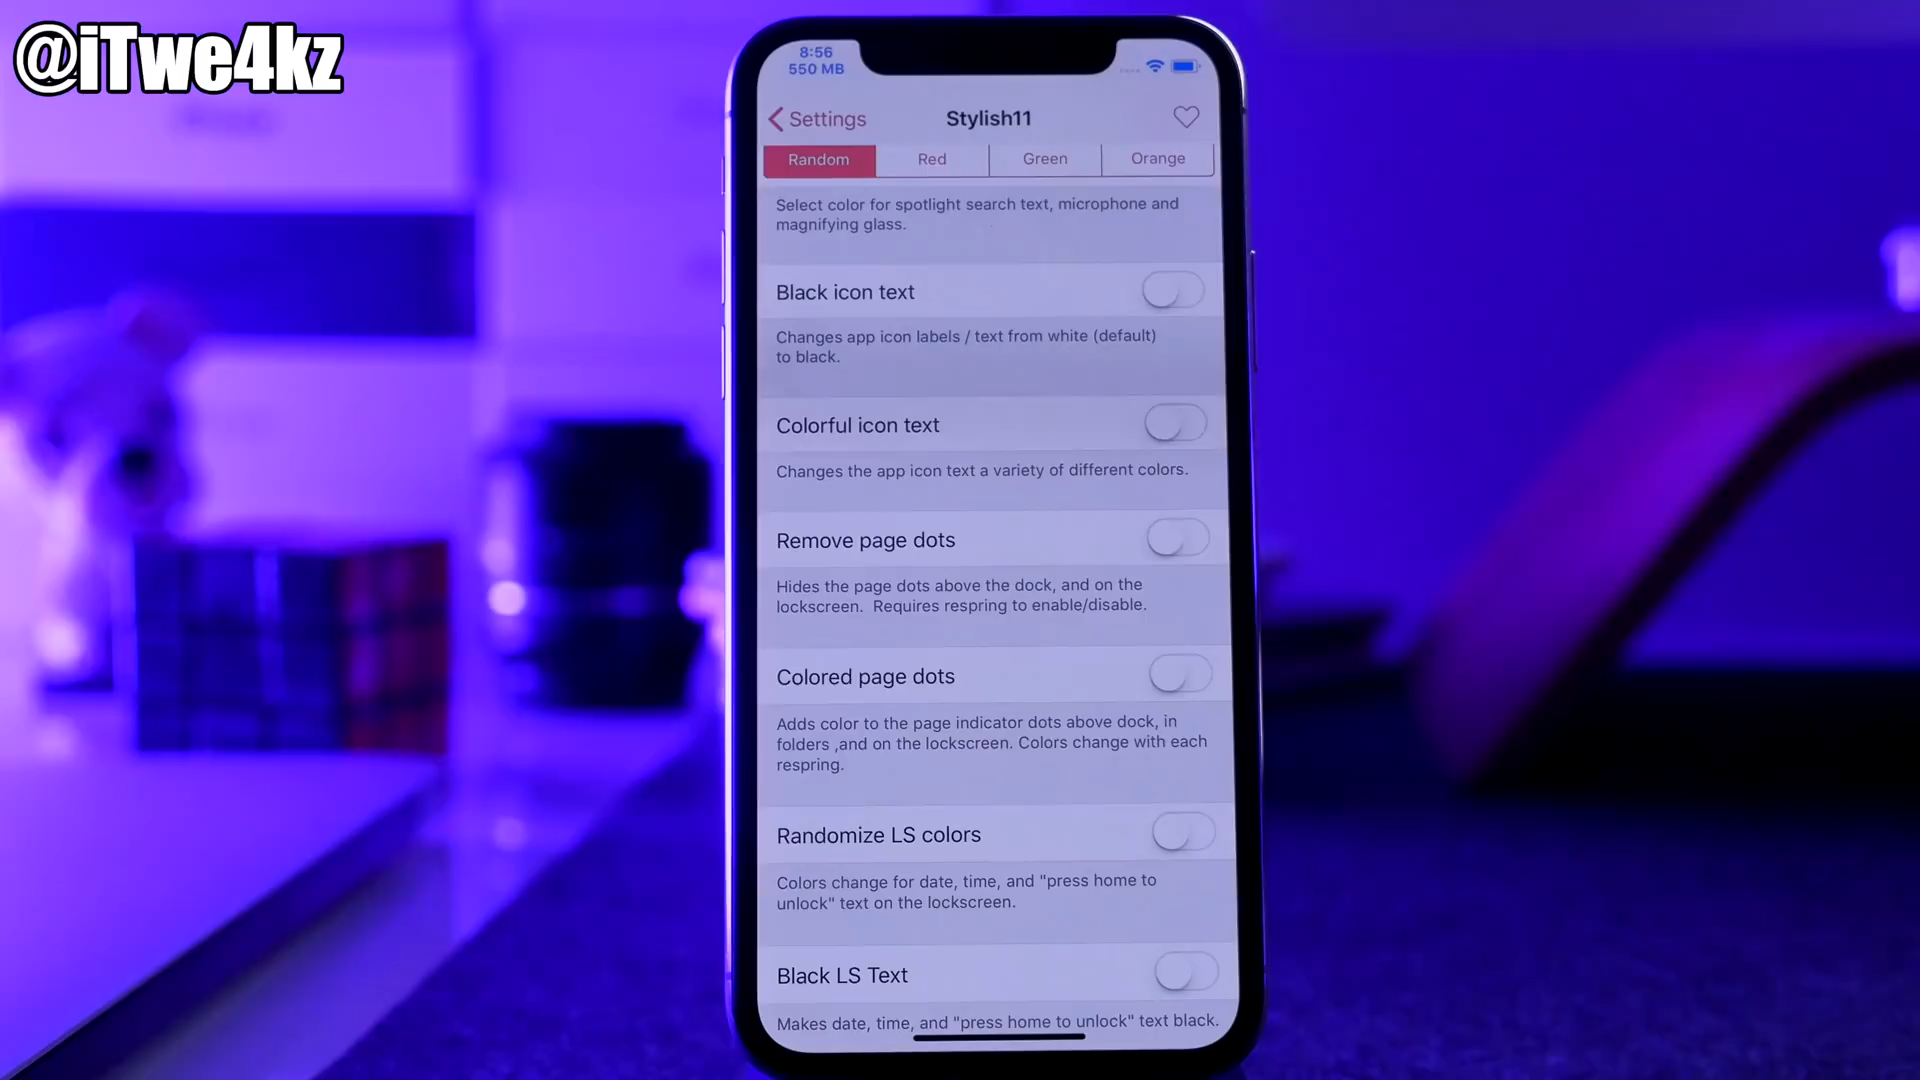 @iTwe4kz
8:56
550 MB
Settings
Stylish11
Random
Red
Green
Orange
Select color for spotlight search text, microphone and
magnifying glass.
Black icon text
Changes app icon labels / text from white (default)
to black.
Colorful icon text
Changes the app icon text a variety of different colors.
Remove page dots
Hides the page dots above the dock, and on the
lockscreen.  Requires respring to enable/disable.
Colored page dots
Adds color to the page indicator dots above dock, in
folders ,and on the lockscreen. Colors change with each
respring.
Randomize LS colors
Colors change for date, time, and "press home to
unlock" text on the lockscreen.
Black LS Text
Makes date, time, and "press home to unlock" text black.